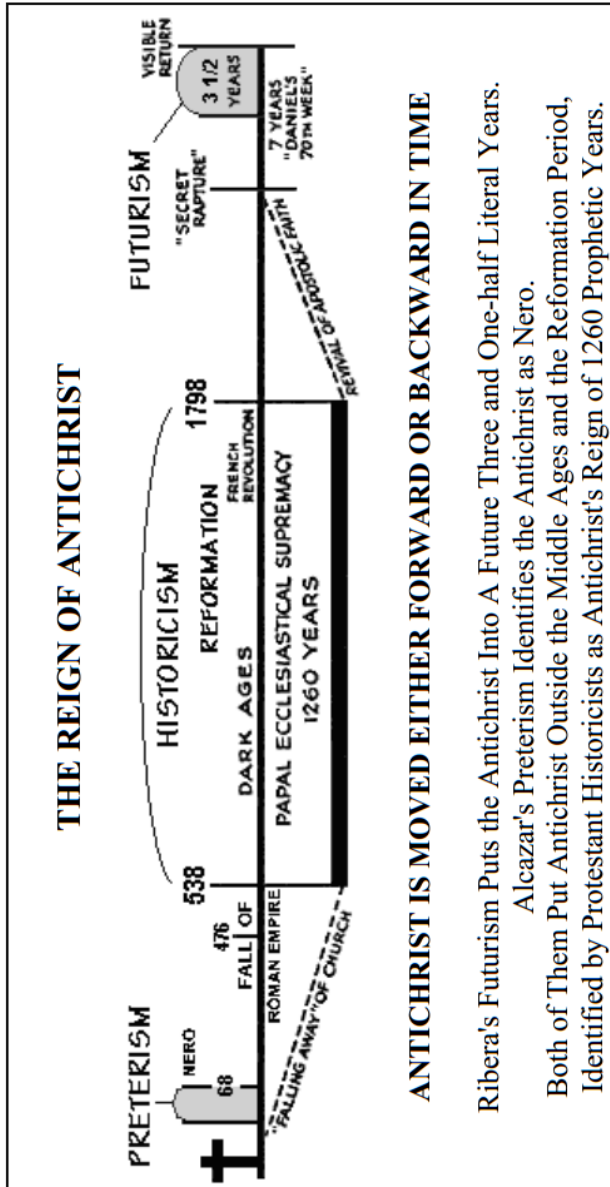 THE REIGN OF ANTICHRIST
PRETERISM
HISTORICISM
FUTURISM
NERO
68
476
FALL OF
ROMAN EMPIRE
"FALLING AWAY" OF CHURCH
538
REFORMATION
DARK AGES
FRENCH
REVOLUTION
1798
PAPAL ECCLESIASTICAL SUPREMACY
1260 YEARS
REVIVAL OF APOSTOLIC FAITH
"SECRET
RAPTURE"
3 1/2
YEARS
VISIBLE
RETURN
7 YEARS
"DANIEL'S
70TH WEEK"
ANTICHRIST IS MOVED EITHER FORWARD OR BACKWARD IN TIME
Ribera's Futurism Puts the Antichrist Into A Future Three and One-half Literal Years.
Alcazar's Preterism Identifies the Antichrist as Nero.
Both of Them Put Antichrist Outside the Middle Ages and the Reformation Period,
Identified by Protestant Historicists as Antichrist's Reign of 1260 Prophetic Years.